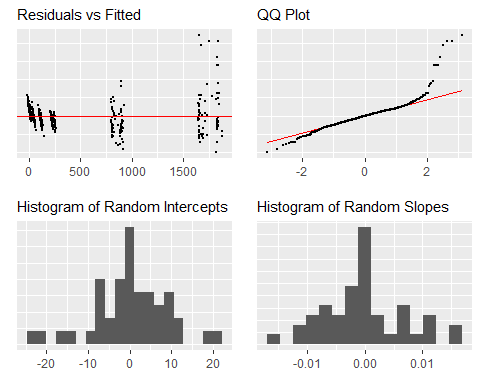 Residuals vs Fitted
QQ Plot
0 500 1000 1500
-2 0 2
Histogram of Random Intercepts
Histogram of Random Slopes
-20 -10 0 10 20
-0.01 0.00 0.01